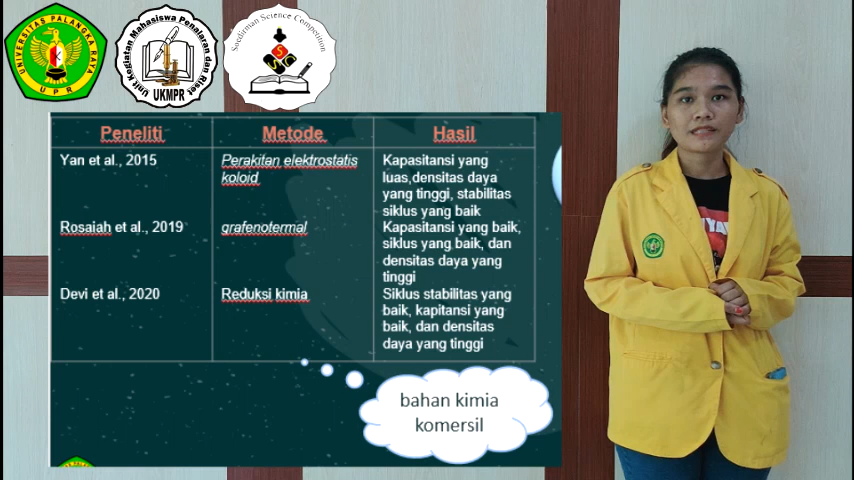 UNIVERSITAS PALANGKA RAYA
UPR
Unit Kegiatan Mahasiswa Penalaran dan Riset
UKMPR
Soedirman Science Competition
SSC
Peneliti Metode Hasil
Yan et al., 2015 Perakitan elektrostatis Kapasitansi yang
koloid luas,densitas daya
yang tinggi, stabilitas
siklus yang baik
Rosaiah et al., 2019 grafenotermal Kapasitansi yang baik,
siklus yang baik, dan
densitas daya yang
tinggi
Devi et al., 2020 Reduksi kimia Siklus stabilitas yang
baik, kapitansi yang
baik, dan densitas
daya yang tinggi
bahan kimia
komersil